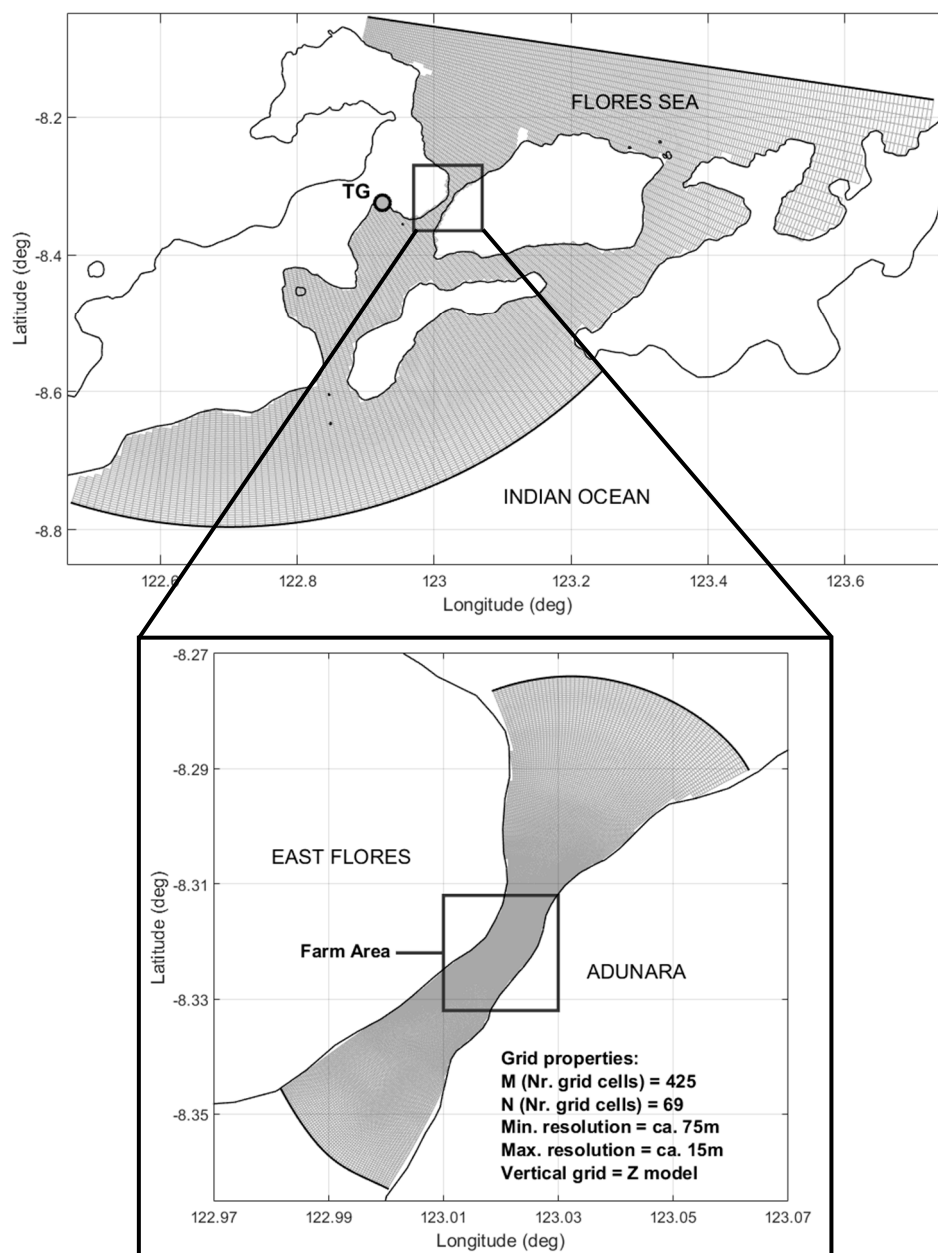 FLORES SEA
-8.2
TG
-8.4
Latitude (deg)
-8.6
INDIAN OCEAN
-8.8
122.6 122.8 123 123.2 123.4 123.6
Longitude (deg)
-8.27
-8.29
EAST FLORES
-8.31
Latitude (deg)
Farm Area
ADUNARA
-8.33
Grid properties:
M (Nr. grid cells) = 425
N (Nr. grid cells) = 69
-8.35
Min. resolution = ca. 75m
Max. resolution = ca. 15m
Vertical grid = Z model
122.97 122.99 123.01 123.03 123.05 123.07
Longitude (deg)